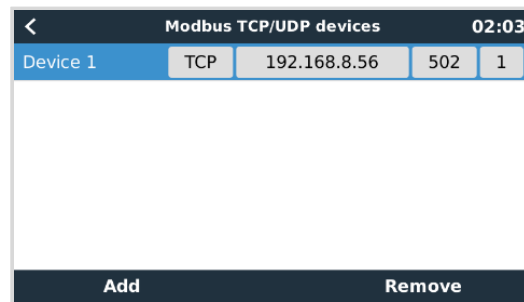 Modbus TCP/UDP devices 02:03
Device 1 TCP 192.168.8.56 502 1
Add Remove